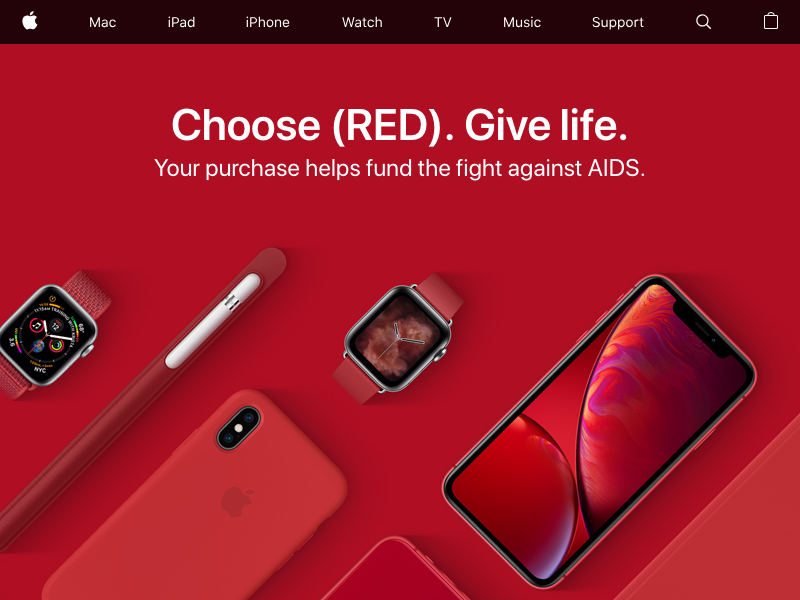 Mac
iPad
iPhone
Watch
TV
Music
Support
Choose (RED). Give life.
Your purchase helps fund the fight against AIDS.
NYC